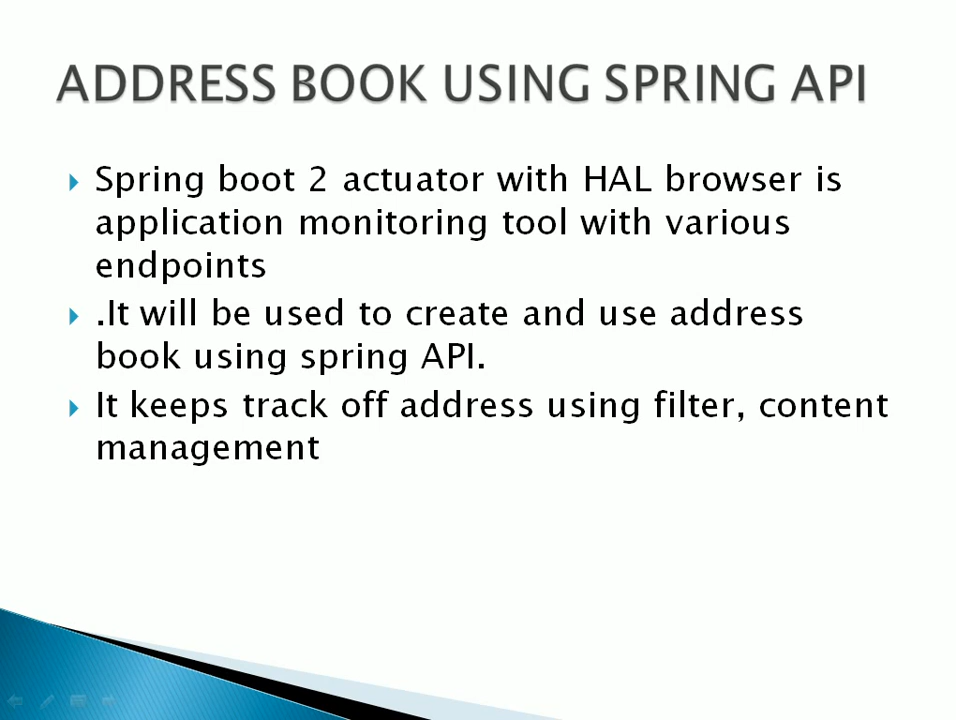 ADDRESS BOOK USING SPRING API
Spring boot 2 actuator with HAL browser is
application monitoring tool with various
endpoints
.It will be used to create and use address
book using spring API.
It keeps track off address using filter, content
management